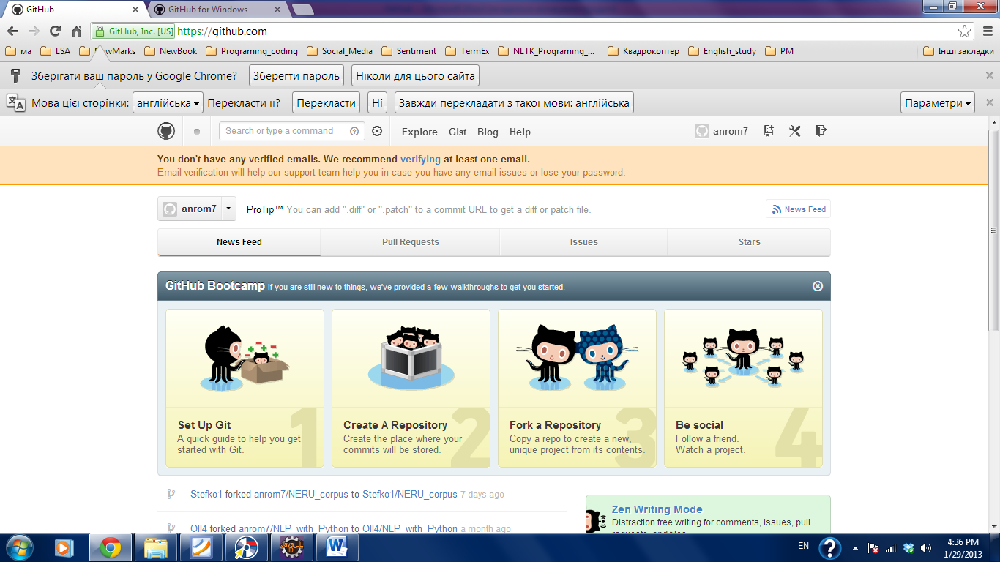 GitHub
GitHub for Windows
GitHub, Inc. [US] https://github.com
ма LSA NewMarks NewBook Programing_coding Social_Media Sentiment TermEx NLTK_Programing_... Квадрокоптер English_study PM Інші закладки
Зберігати ваш пароль у Google Chrome? Зберегти пароль Ніколи для цього сайта
Мова цієї сторінки: англійська Перекласти її? Перекласти Ні Завжди перекладати з такої мови: англійська Параметри
Search or type a command Explore Gist Blog Help anrom7
You don't have any verified emails. We recommend verifying at least one email.
Email verification will help our support team help you in case you have any email issues or lose your password.
anrom7 ProTip™ You can add ".diff" or ".patch" to a commit URL to get a diff or patch file. News Feed
News Feed Pull Requests Issues Stars
GitHub Bootcamp If you are still new to things, we've provided a few walkthroughs to get you started.
1
Set Up Git
A quick guide to help you get
started with Git.
2
Create A Repository
Create the place where your
commits will be stored.
3
Fork a Repository
Copy a repo to create a new,
unique project from its contents.
4
Be social
Follow a friend.
Watch a project.
Stefko1 forked anrom7/NERU_corpus to Stefko1/NERU_corpus 7 days ago
Oll4 forked anrom7/NLP_with_Python to Oll4/NLP_with_Python a month ago
Zen Writing Mode
Distraction free writing for comments, issues, pull
requests, and files.
Java EE
IDE
W
EN
4:36 PM
1/29/2013